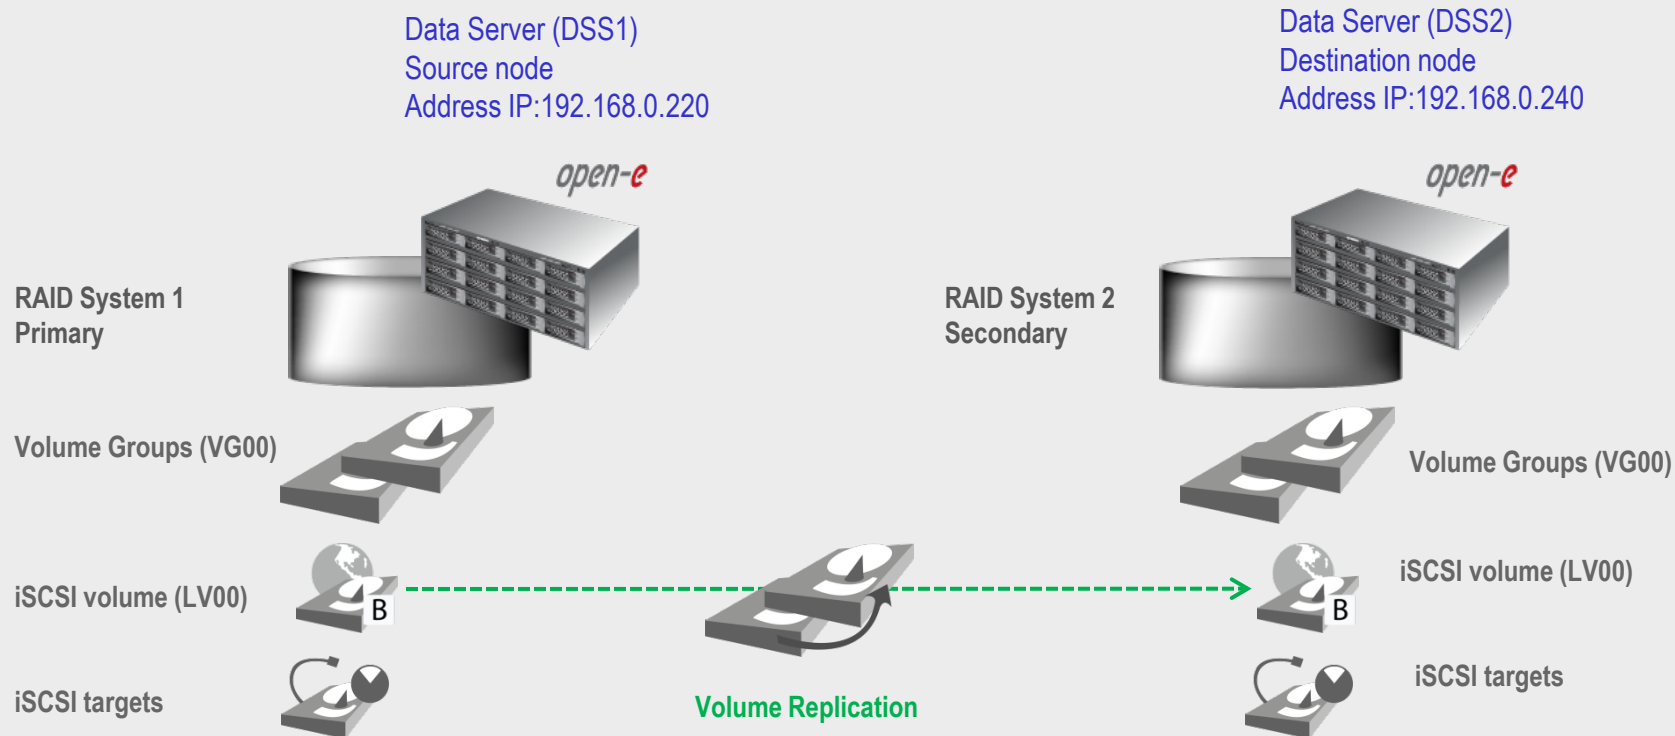 Data Server (DSS1)
Source node
Address IP:192.168.0.220
Data Server (DSS2)
Destination node
Address IP:192.168.0.240
open-e
open-e
RAID System 1
Primary
RAID System 2
Secondary
Volume Groups (VG00)
Volume Groups (VG00)
iSCSI volume (LV00)
B
B
iSCSI volume (LV00)
iSCSI targets
Volume Replication
iSCSI targets